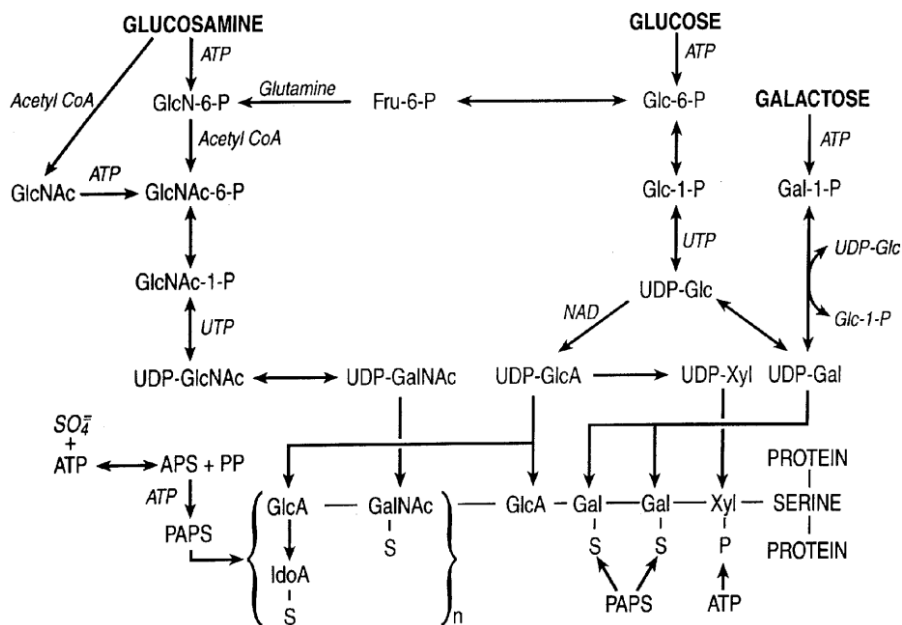 GLUCOSAMINE GLUCOSE
ATP ATP
Acetyl CoA Glutamine
GlcN-6-P Fru-6-P Glc-6-P GALACTOSE
Acetyl CoA ATP
ATP
GlcNAc GlcNAc-6-P Glc-1-P Gal-1-P
UTP UDP-Glc
GlcNAc-1-P UDP-Glc
NAD Glc-1-P
UTP
UDP-GlcNAc UDP-GalNAc UDP-GlcA UDP-Xyl UDP-Gal
SO4=
+
ATP APS + PP PROTEIN
ATP
GlcA GalNAc GlcA Gal Gal Xyl SERINE
PAPS S S S P PROTEIN
IdoA
S PAPS ATP
n